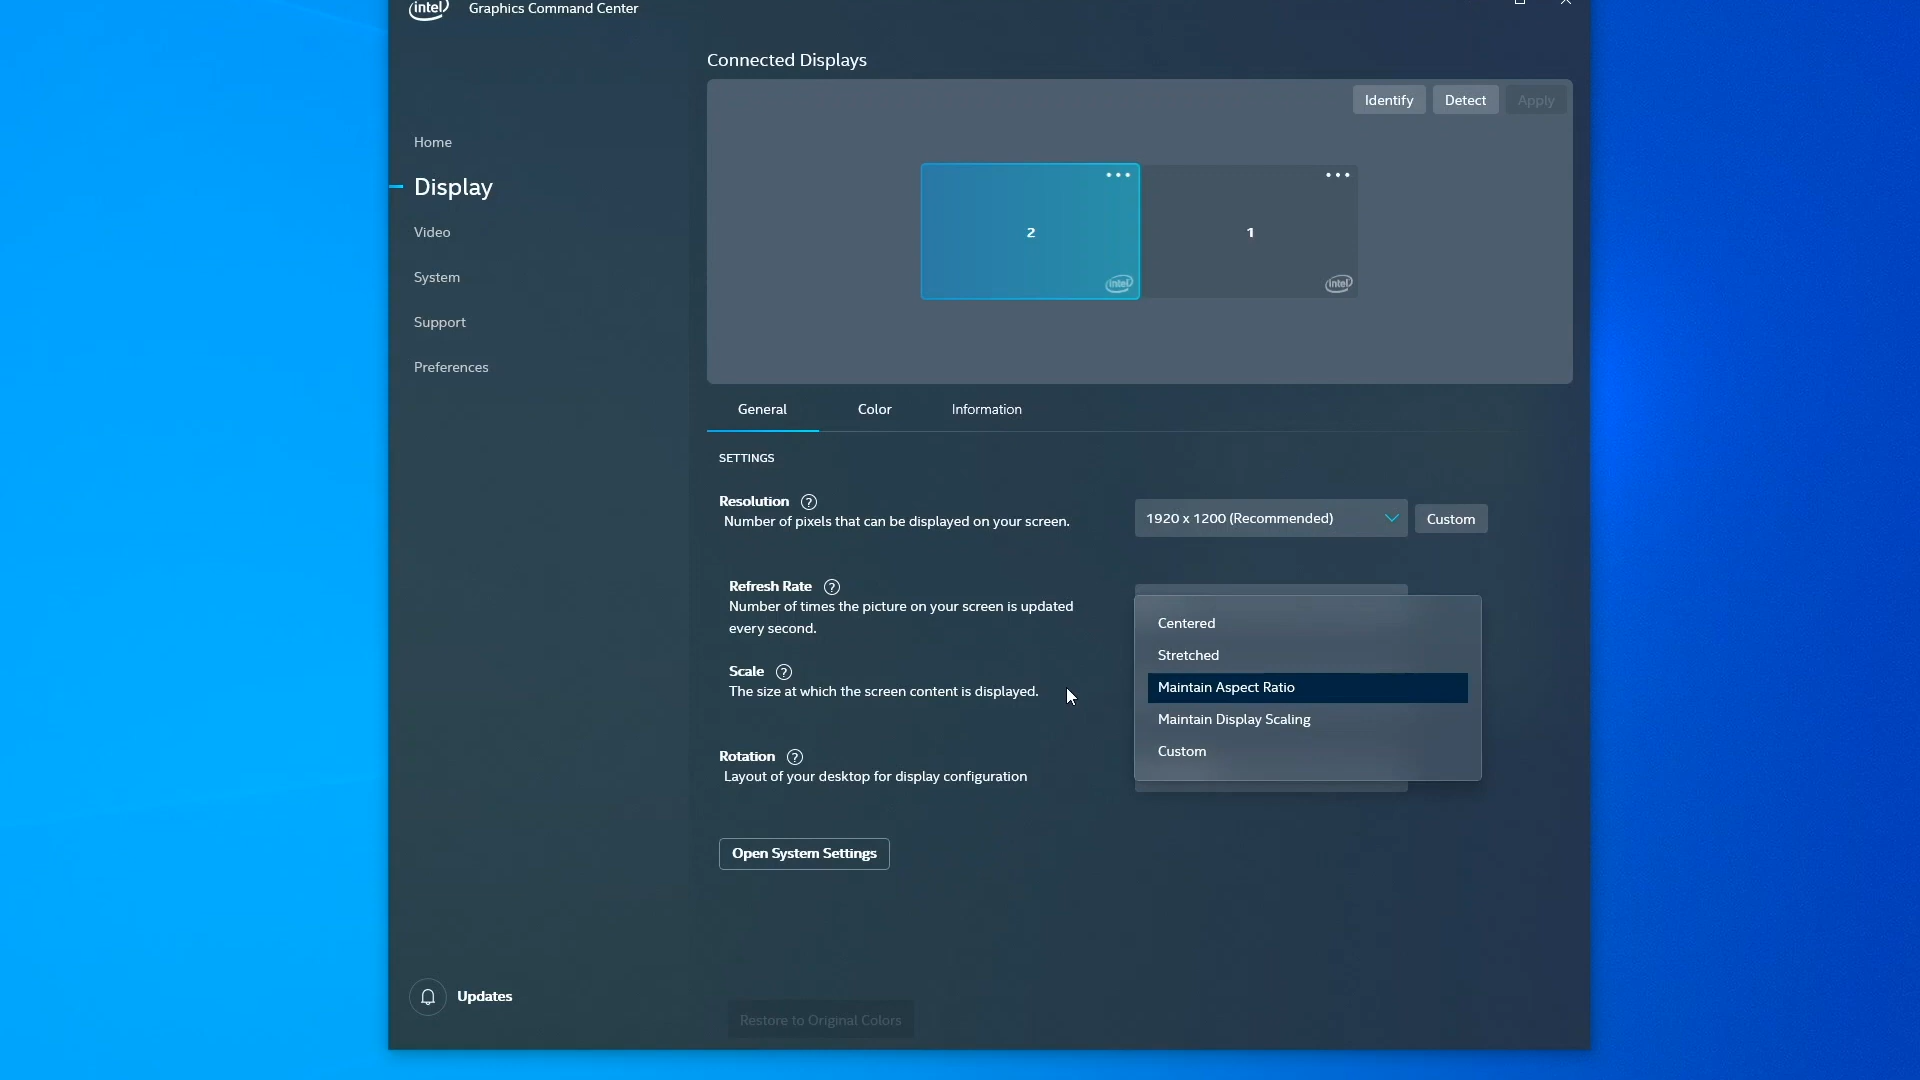 intel
Graphics Command Center
Connected Displays
Identify
Detect
Apply
2
intel
1
intel
Home
Display
Video
System
Support
Preferences
General
Color
Information
SETTINGS
Resolution ?
Number of pixels that can be displayed on your screen.
1920 x 1200 (Recommended)
Custom
Refresh Rate ?
Number of times the picture on your screen is updated
every second.
Scale ?
The size at which the screen content is displayed.
Centered
Stretched
Maintain Aspect Ratio
Maintain Display Scaling
Custom
Rotation ?
Layout of your desktop for display configuration
Open System Settings
Updates
Restore to Original Colors